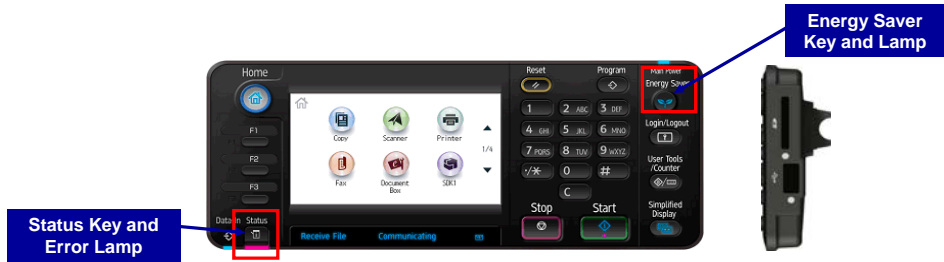 Energy Saver
Key and Lamp
Home
Reset
Program
Main Power
Energy Saver
F1
F2
F3
Copy
Scanner
Printer
1/4
Fax
Document
Box
SDK1
1
2 ABC
3 DEF
4 GHI
5 JKL
6 MNO
7 PQRS
8 TUV
9 WXYZ
·/✳
0
#
C
Login/Logout
User Tools
/Counter
Simplified
Display
Stop
Start
Data In
Status
Receive File
Communicating
Status Key and
Error Lamp